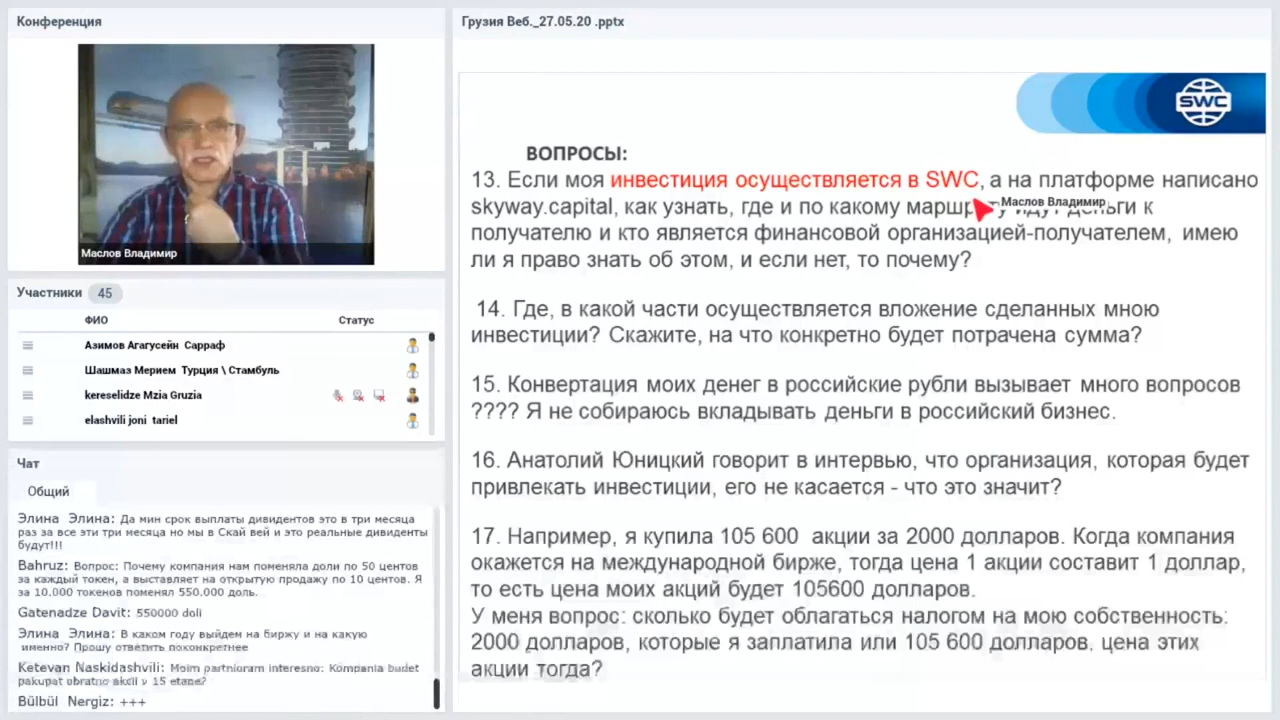 Конференция
Маслов Владимир
Участники 45
ФИО Статус
Азимов Агагусейн Сарраф
Шашмаз Мерием Турция \ Стамбуль
kereselidze Mzia Gruzia
elashvili joni tariel
Чат
Общий
Элина Элина: Да мин срок выплаты дивидентов это в три месяца
раз за все эти три месяца но мы в Скай вей и это реальные дивиденты
будут!!!
Bahruz: Вопрос: Почему компания нам поменяла доли по 50 центов
за каждый токен, а выставляет на открытую продажу по 10 центов. Я
за 10.000 токенов поменял 550.000 доль.
Gatenadze Davit: 550000 doli
Элина Элина: В каком году выйдем на биржу и на какую
именно? Прошу ответить поконкретнее
Ketevan Naskidashvili: Moim partnioram interesno: Kompania budet
pakupat obratno akcii v 15 etape?
Bülbül Nergiz: +++
Грузия Веб._27.05.20 .pptx
SWC
ВОПРОСЫ:
13. Если моя инвестиция осуществляется в SWC, а на платформе написано
skyway.capital, как узнать, где и по какому маршруту идут деньги к
Маслов Владимир
получателю и кто является финансовой организацией-получателем, имею
ли я право знать об этом, и если нет, то почему?
14. Где, в какой части осуществляется вложение сделанных мною
инвестиции? Скажите, на что конкретно будет потрачена сумма?
15. Конвертация моих денег в российские рубли вызывает много вопросов
???? Я не собираюсь вкладывать деньги в российский бизнес.
16. Анатолий Юницкий говорит в интервью, что организация, которая будет
привлекать инвестиции, его не касается - что это значит?
17. Например, я купила 105 600 акции за 2000 долларов. Когда компания
окажется на международной бирже, тогда цена 1 акции составит 1 доллар,
то есть цена моих акций будет 105600 долларов.
У меня вопрос: сколько будет облагаться налогом на мою собственность:
2000 долларов, которые я заплатила или 105 600 долларов. цена этих
акции тогда?